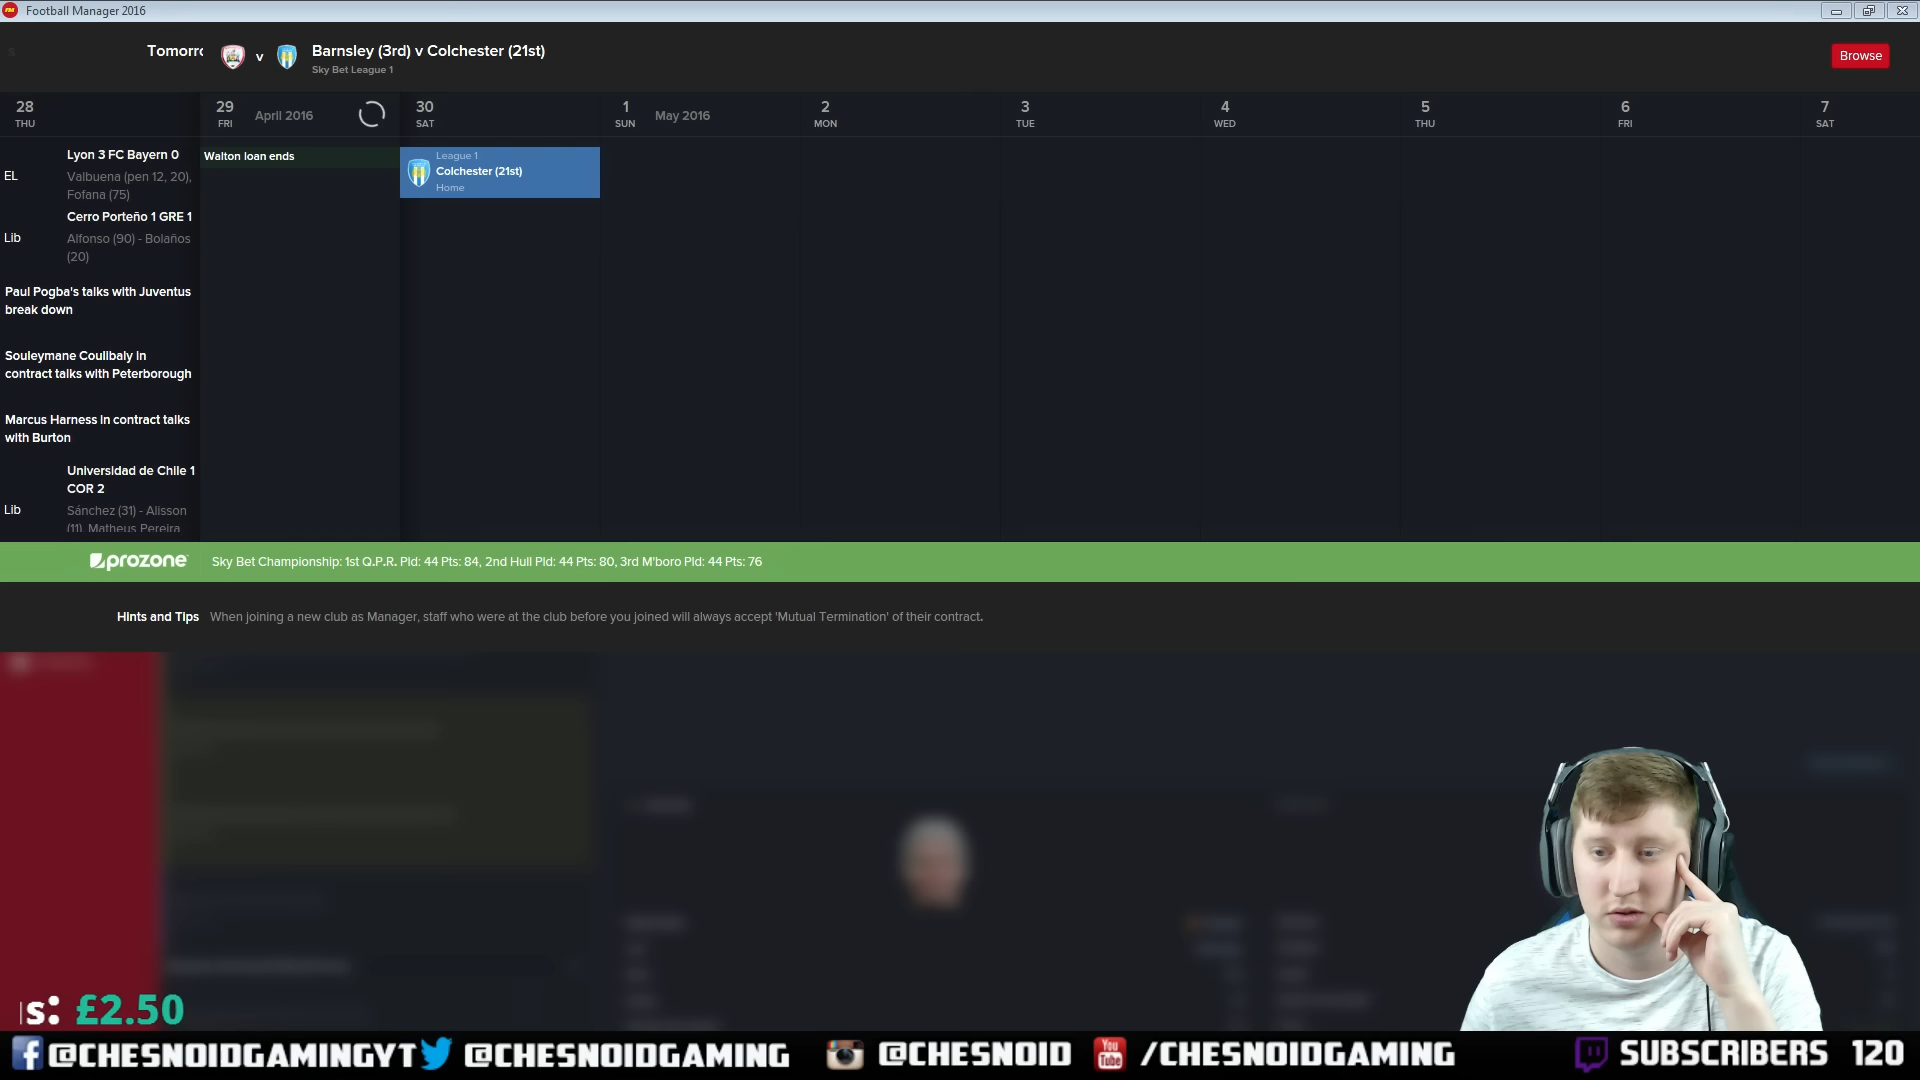 Football Manager 2016
Tomorrc
v
Barnsley (3rd) v Colchester (21st)
Sky Bet League 1
Browse
28
THU
29
FRI
April 2016
30
SAT
1
SUN
May 2016
2
MON
3
TUE
4
WED
5
THU
6
FRI
7
SAT
EL
Lyon 3 FC Bayern 0
Valbuena (pen 12, 20),
Fofana (75)
Lib
Cerro Porteño 1 GRE 1
Alfonso (90) - Bolaños
(20)
Paul Pogba's talks with Juventus
break down
Souleymane Coulibaly in
contract talks with Peterborough
Marcus Harness in contract talks
with Burton
Lib
Universidad de Chile 1
COR 2
Sánchez (31) - Alisson
(11), Matheus Pereira
Walton loan ends
League 1
Colchester (21st)
Home
prozone
Sky Bet Championship: 1st Q.P.R. Pld: 44 Pts: 84, 2nd Hull Pld: 44 Pts: 80, 3rd M'boro Pld: 44 Pts: 76
Hints and Tips
When joining a new club as Manager, staff who were at the club before you joined will always accept 'Mutual Termination' of their contract.
s: £2.50
@CHESNOIDGAMINGYT
@CHESNOIDGAMING
@CHESNOID
You Tube
/CHESNOIDGAMING
SUBSCRIBERS 120